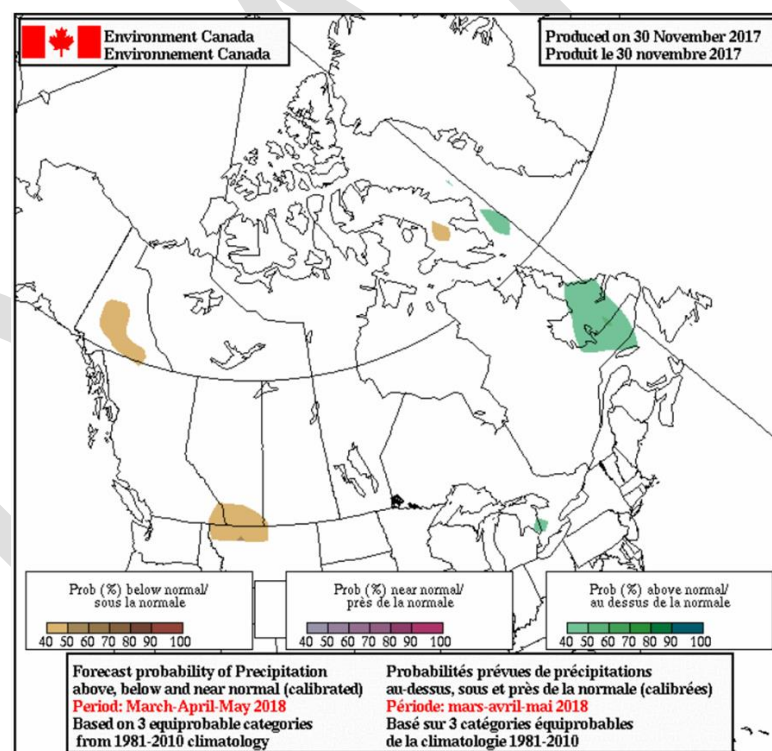 Environment Canada
Environnement Canada
Produced on 30 November 2017
Produit le 30 novembre 2017
Prob (%) below normal/
sous la normale
40 50 60 70 80 90 100
Prob (%) near normal/
près de la normale
40 50 60 70 80 90 100
Prob (%) above normal/
au dessus de la normale
40 50 60 70 80 90 100
Forecast probability of Precipitation
above, below and near normal (calibrated)
Period: March-April-May 2018
Based on 3 equiprobable categories
from 1981-2010 climatology
Probabilités prévues de précipitations
au-dessus, sous et près de la normale (calibrées)
Période: mars-avril-mai 2018
Basé sur 3 catégories équiprobables
de la climatologie 1981-2010